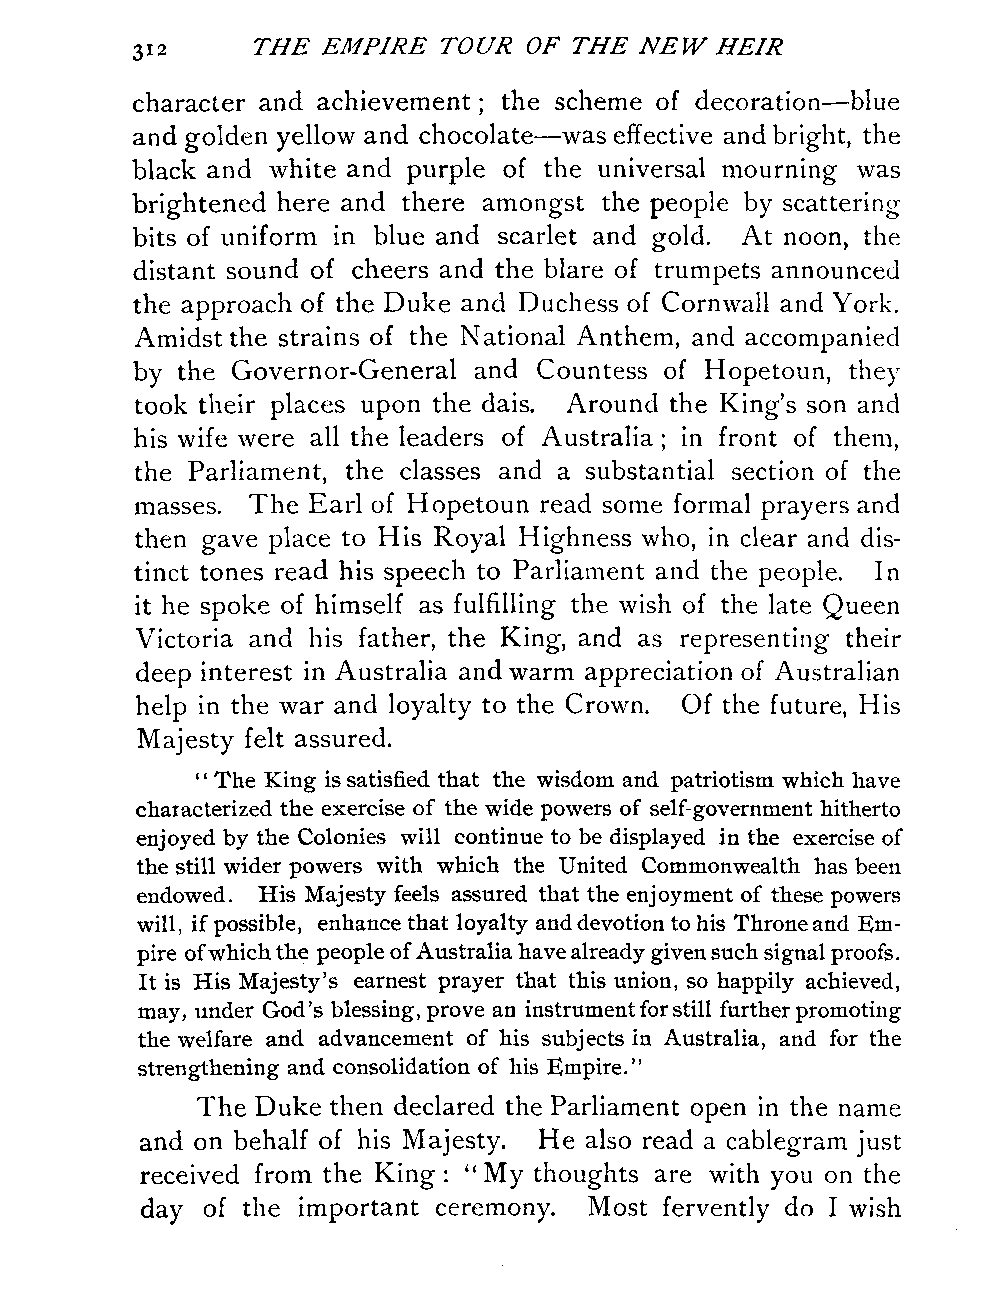 312 THE EMPIRE TOUR OF THE NEW HEIR
character and achievement; the scheme of decoration—blue
and golden yellow and chocolate—was effective and bright, the
black and white and purple of the universal mourning was
brightened here and there amongst the people by scattering
bits of uniform in blue and scarlet and gold. At noon, the
distant sound of cheers and the blare of trumpets announced
the approach of the Duke and Duchess of Cornwall and York.
Amidst the strains of the National Anthem, and accompanied
by the Governor-General and Countess of Hopetoun, they
took their places upon the dais. Around the King's son and
his wife were all the leaders of Australia; in front of them,
the Parliament, the classes and a substantial section of the
masses. The Earl of Hopetoun read some formal prayers and
then gave place to His Royal Highness who, in clear and dis-
tinct tones read his speech to Parliament and the people. In
it he spoke of himself as fulfilling the wish of the late Queen
Victoria and his father, the King, and as representing their
deep interest in Australia and warm appreciation of Australian
help in the war and loyalty to the Crown. Of the future, His
Majesty felt assured.
"The King is satisfied that the wisdom and patriotism which have
characterized the exercise of the wide powers of self-government hitherto
enjoyed by the Colonies will continue to be displayed in the exercise of
the still wider powers with which the United Commonwealth has been
endowed. His Majesty feels assured that the enjoyment of these powers
will, if possible, enhance that loyalty and devotion to his Throne and Em-
pire of which the people of Australia have already given such signal proofs.
It is His Majesty's earnest prayer that this union, so happily achieved,
may, under God's blessing, prove an instrument for still further promoting
the welfare and advancement of his subjects in Australia, and for the
strengthening and consolidation of his Empire."
The Duke then declared the Parliament open in the name
and on behalf of his Majesty. He also read a cablegram just
received from the King: "My thoughts are with you on the
day of the important ceremony. Most fervently do I wish